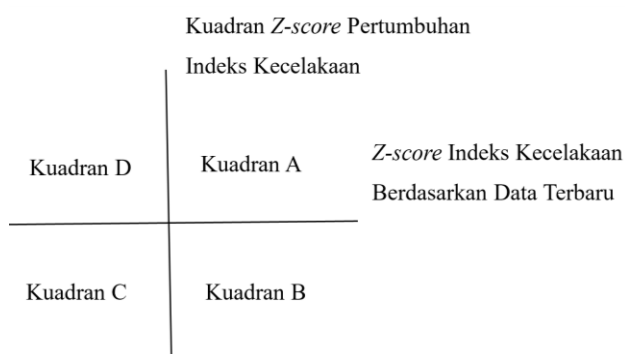 Kuadran Z-score Pertumbuhan
Indeks Kecelakaan
Kuadran D
Kuadran A
Z-score Indeks Kecelakaan
Berdasarkan Data Terbaru
Kuadran C
Kuadran B